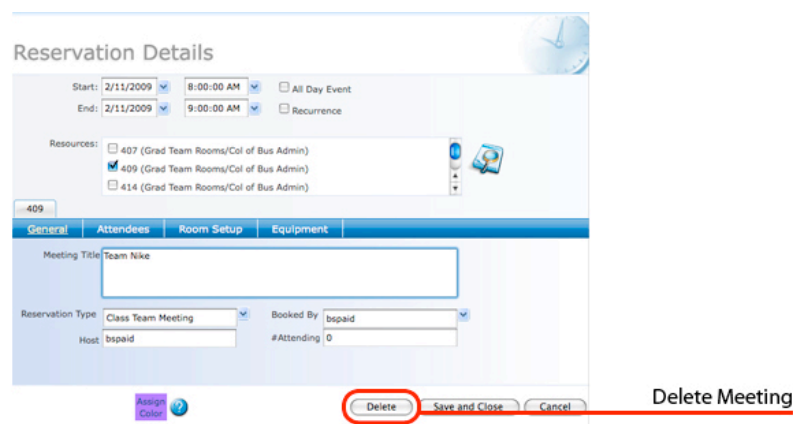 Reservation Details
Start: 2/11/2009 8:00:00 AM All Day Event
End: 2/11/2009 9:00:00 AM Recurrence
Resources: 407 (Grad Team Rooms/Col of Bus Admin)
409 (Grad Team Rooms/Col of Bus Admin)
414 (Grad Team Rooms/Col of Bus Admin)
409
General Attendees Room Setup Equipment
Meeting Title Team Nike
Reservation Type Class Team Meeting Booked By bspaid
Host bspaid #Attending 0
Assign
Color ? Delete Save and Close Cancel Delete Meeting